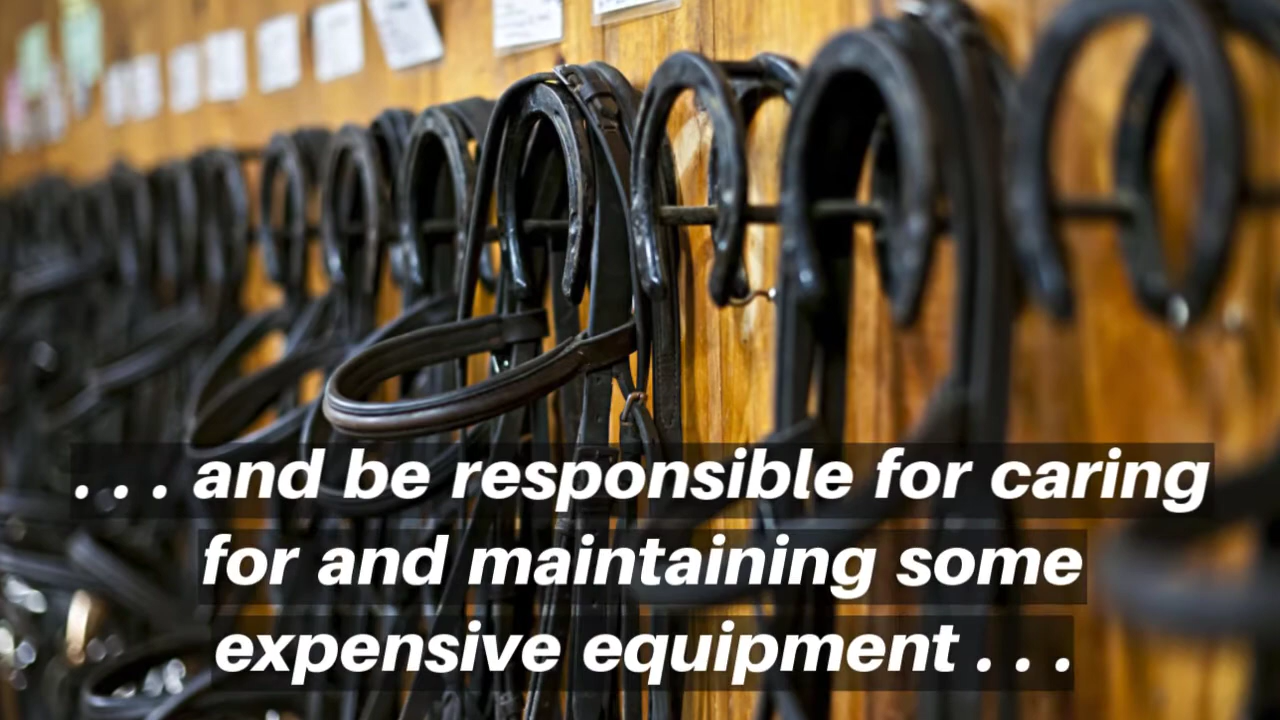 . . . and be responsible for caring
for and maintaining some
expensive equipment . . .